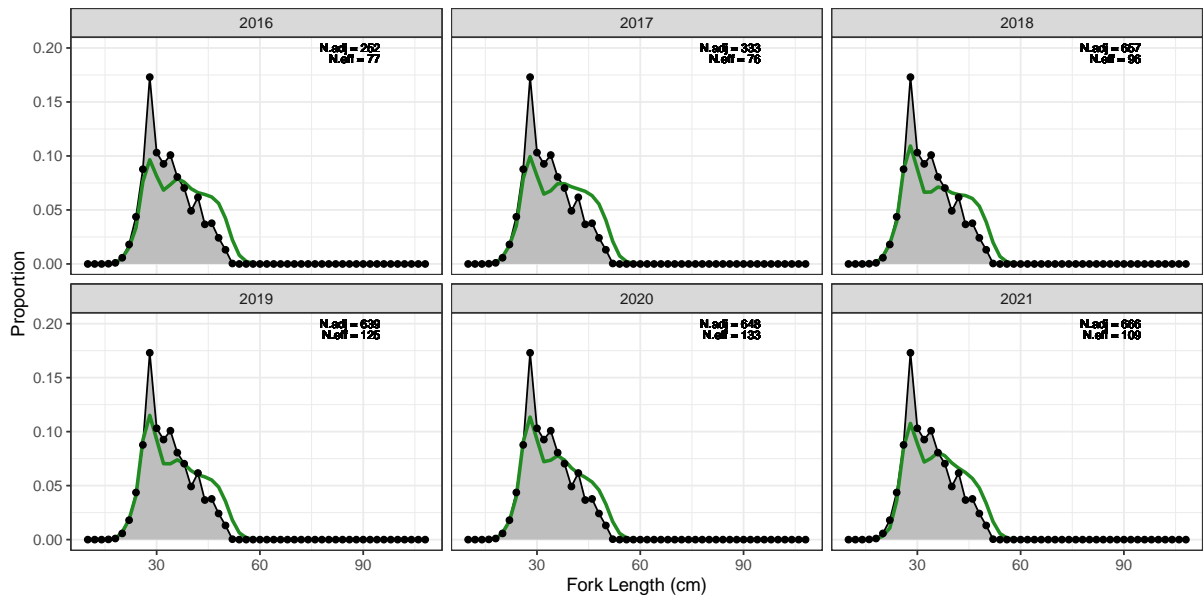 2016
2017
2018
N.adj = 252
N.eff = 77
N.adj = 333
N.eff = 76
N.adj = 657
N.eff = 96
0.20
0.15
0.10
0.05
0.00
2019
2020
2021
N.adj = 639
N.eff = 125
N.adj = 648
N.eff = 133
N.adj = 666
N.eff = 109
0.20
0.15
0.10
0.05
0.00
Proportion
30 60 90
30 60 90
30 60 90
Fork Length (cm)